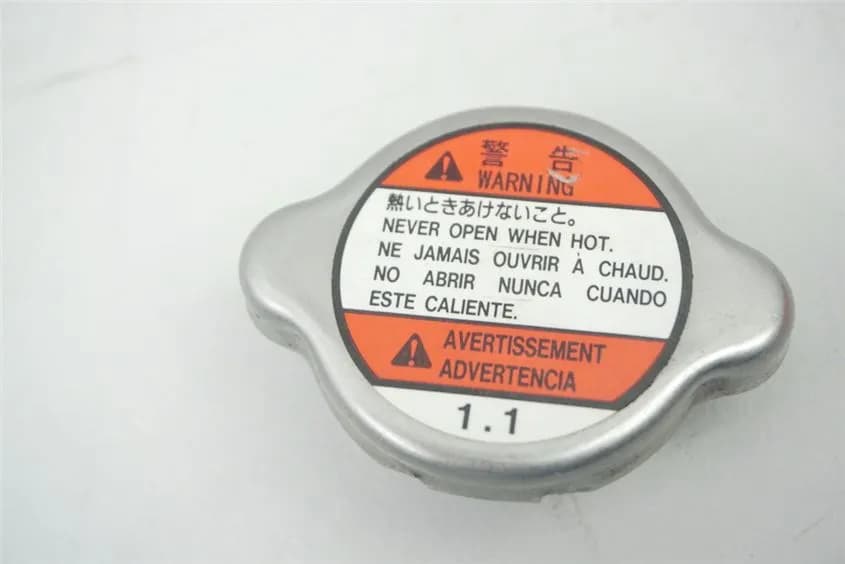 警 告
WARNING
熱いときあけないこと。
NEVER OPEN WHEN HOT.
NE JAMAIS OUVRIR À CHAUD.
NO ABRIR NUNCA CUANDO
ESTE CALIENTE.
AVERTISSEMENT
ADVERTENCIA
1.1